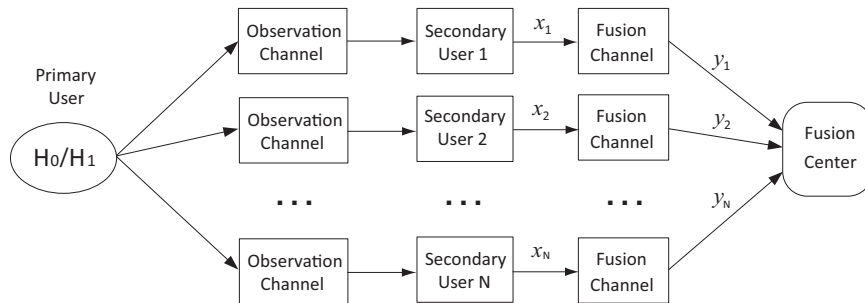 Primary
User
H0/H1
Observation
Channel
Secondary
User 1
x1
Fusion
Channel
y1
Observation
Channel
Secondary
User 2
x2
Fusion
Channel
y2
Fusion
Center
...
...
...
yN
Observation
Channel
Secondary
User N
xN
Fusion
Channel